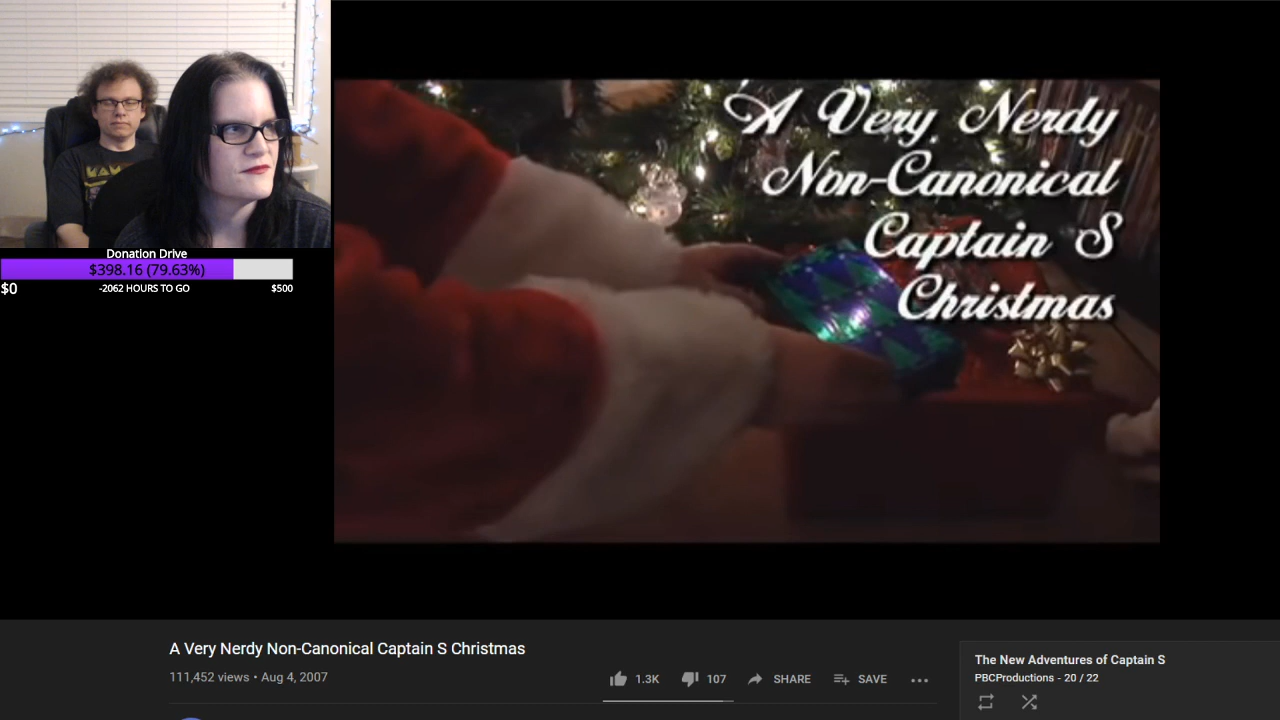 A Very Nerdy
Non-Canonical
Captain S
Christmas
Donation Drive
$398.16 (79.63%)
$0
-2062 HOURS TO GO
$500
A Very Nerdy Non-Canonical Captain S Christmas
111,452 views • Aug 4, 2007
1.3K
107
SHARE
SAVE
The New Adventures of Captain S
PBCProductions - 20 / 22